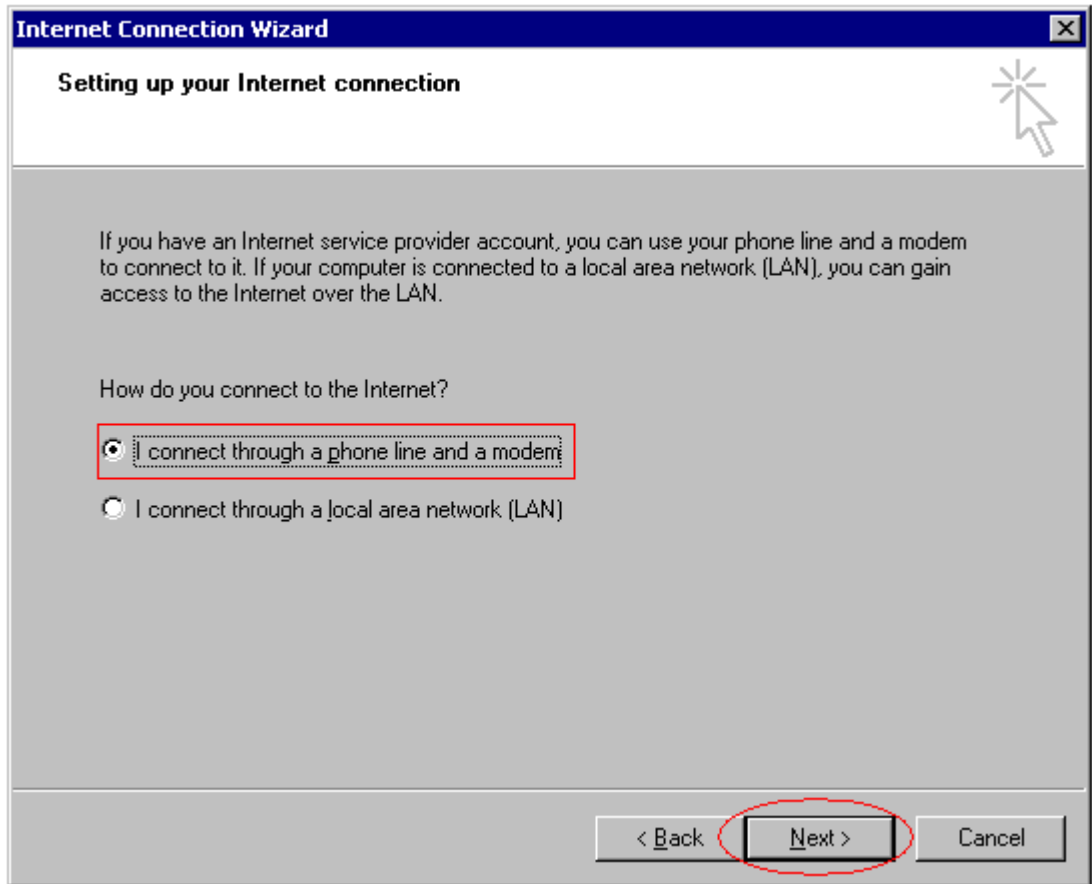 Internet Connection Wizard
Setting up your Internet connection
If you have an Internet service provider account, you can use your phone line and a modem
to connect to it. If your computer is connected to a local area network (LAN), you can gain
access to the Internet over the LAN.
How do you connect to the Internet?
I connect through a phone line and a modem
I connect through a local area network (LAN)
< Back Next > Cancel